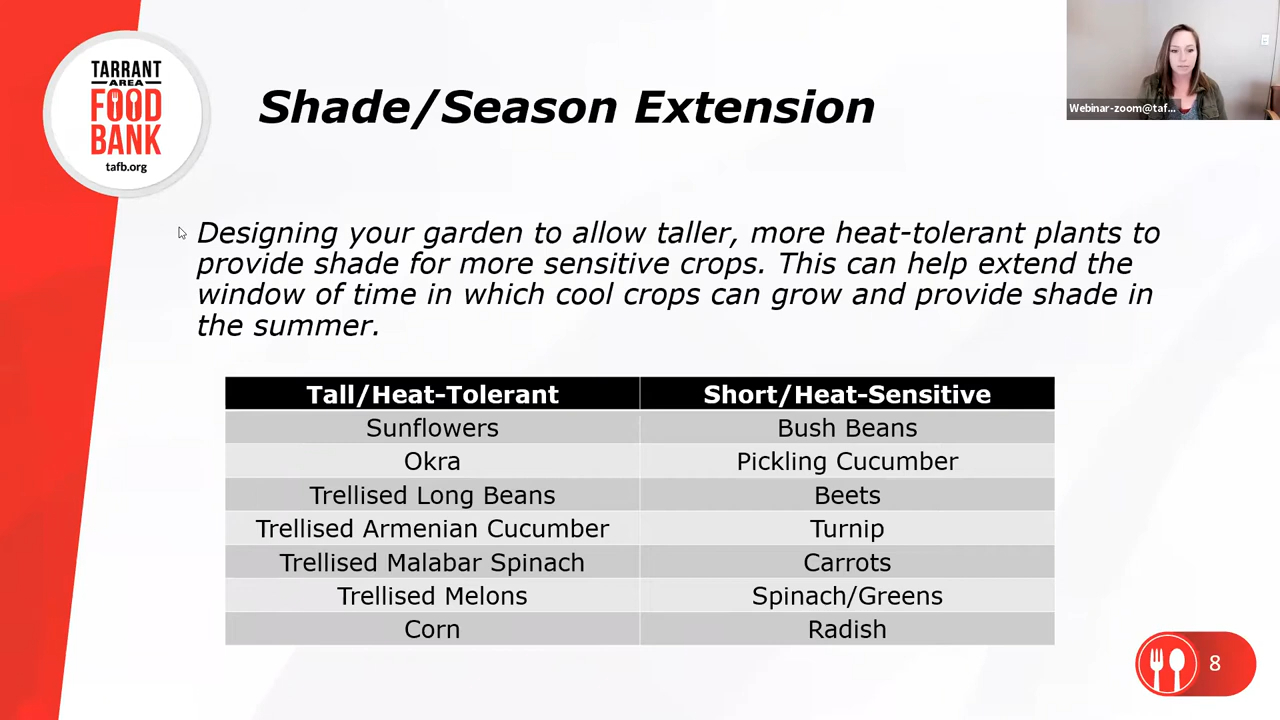 TARRANT
AREA
FOOD
BANK
tafb.org
Shade/Season Extension
Webinar-zoom@taf...
Designing your garden to allow taller, more heat-tolerant plants to
provide shade for more sensitive crops. This can help extend the
window of time in which cool crops can grow and provide shade in
the summer.
Tall/Heat-Tolerant Short/Heat-Sensitive
Sunflowers Bush Beans
Okra Pickling Cucumber
Trellised Long Beans Beets
Trellised Armenian Cucumber Turnip
Trellised Malabar Spinach Carrots
Trellised Melons Spinach/Greens
Corn Radish
8